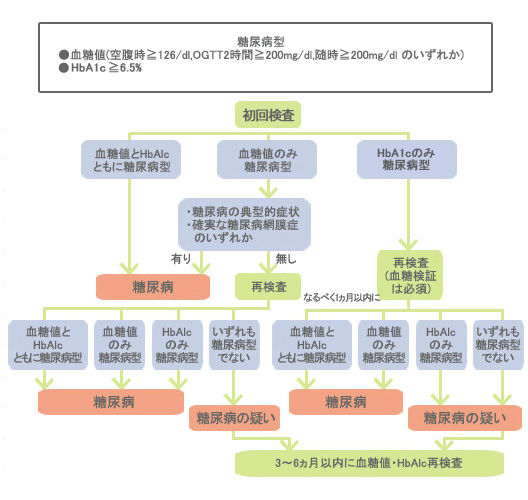 糖尿病型
●血糖値(空腹時≧126/dl,OGTT2時間≧200mg/dl,随時≧200mg/dl のいずれか)
●HbA1c ≧6.5%
初回検査
血糖値とHbAlc
ともに糖尿病型
血糖値のみ
糖尿病型
HbA1cのみ
糖尿病型
・糖尿病の典型的症状
・確実な糖尿病網膜症
のいずれか
有り
無し
糖尿病
再検査
なるべく1ヵ月以内に
再検査
(血糖検証
は必須)
血糖値と
HbAlc
ともに糖尿病型
血糖値
のみ
糖尿病型
HbAlc
のみ
糖尿病型
いずれも
糖尿病型
でない
血糖値と
HbAlc
ともに糖尿病型
血糖値
のみ
糖尿病型
HbAlc
のみ
糖尿病型
いずれも
糖尿病型
でない
糖尿病
糖尿病の疑い
糖尿病
糖尿病の疑い
3～6ヵ月以内に血糖値・HbAlc再検査